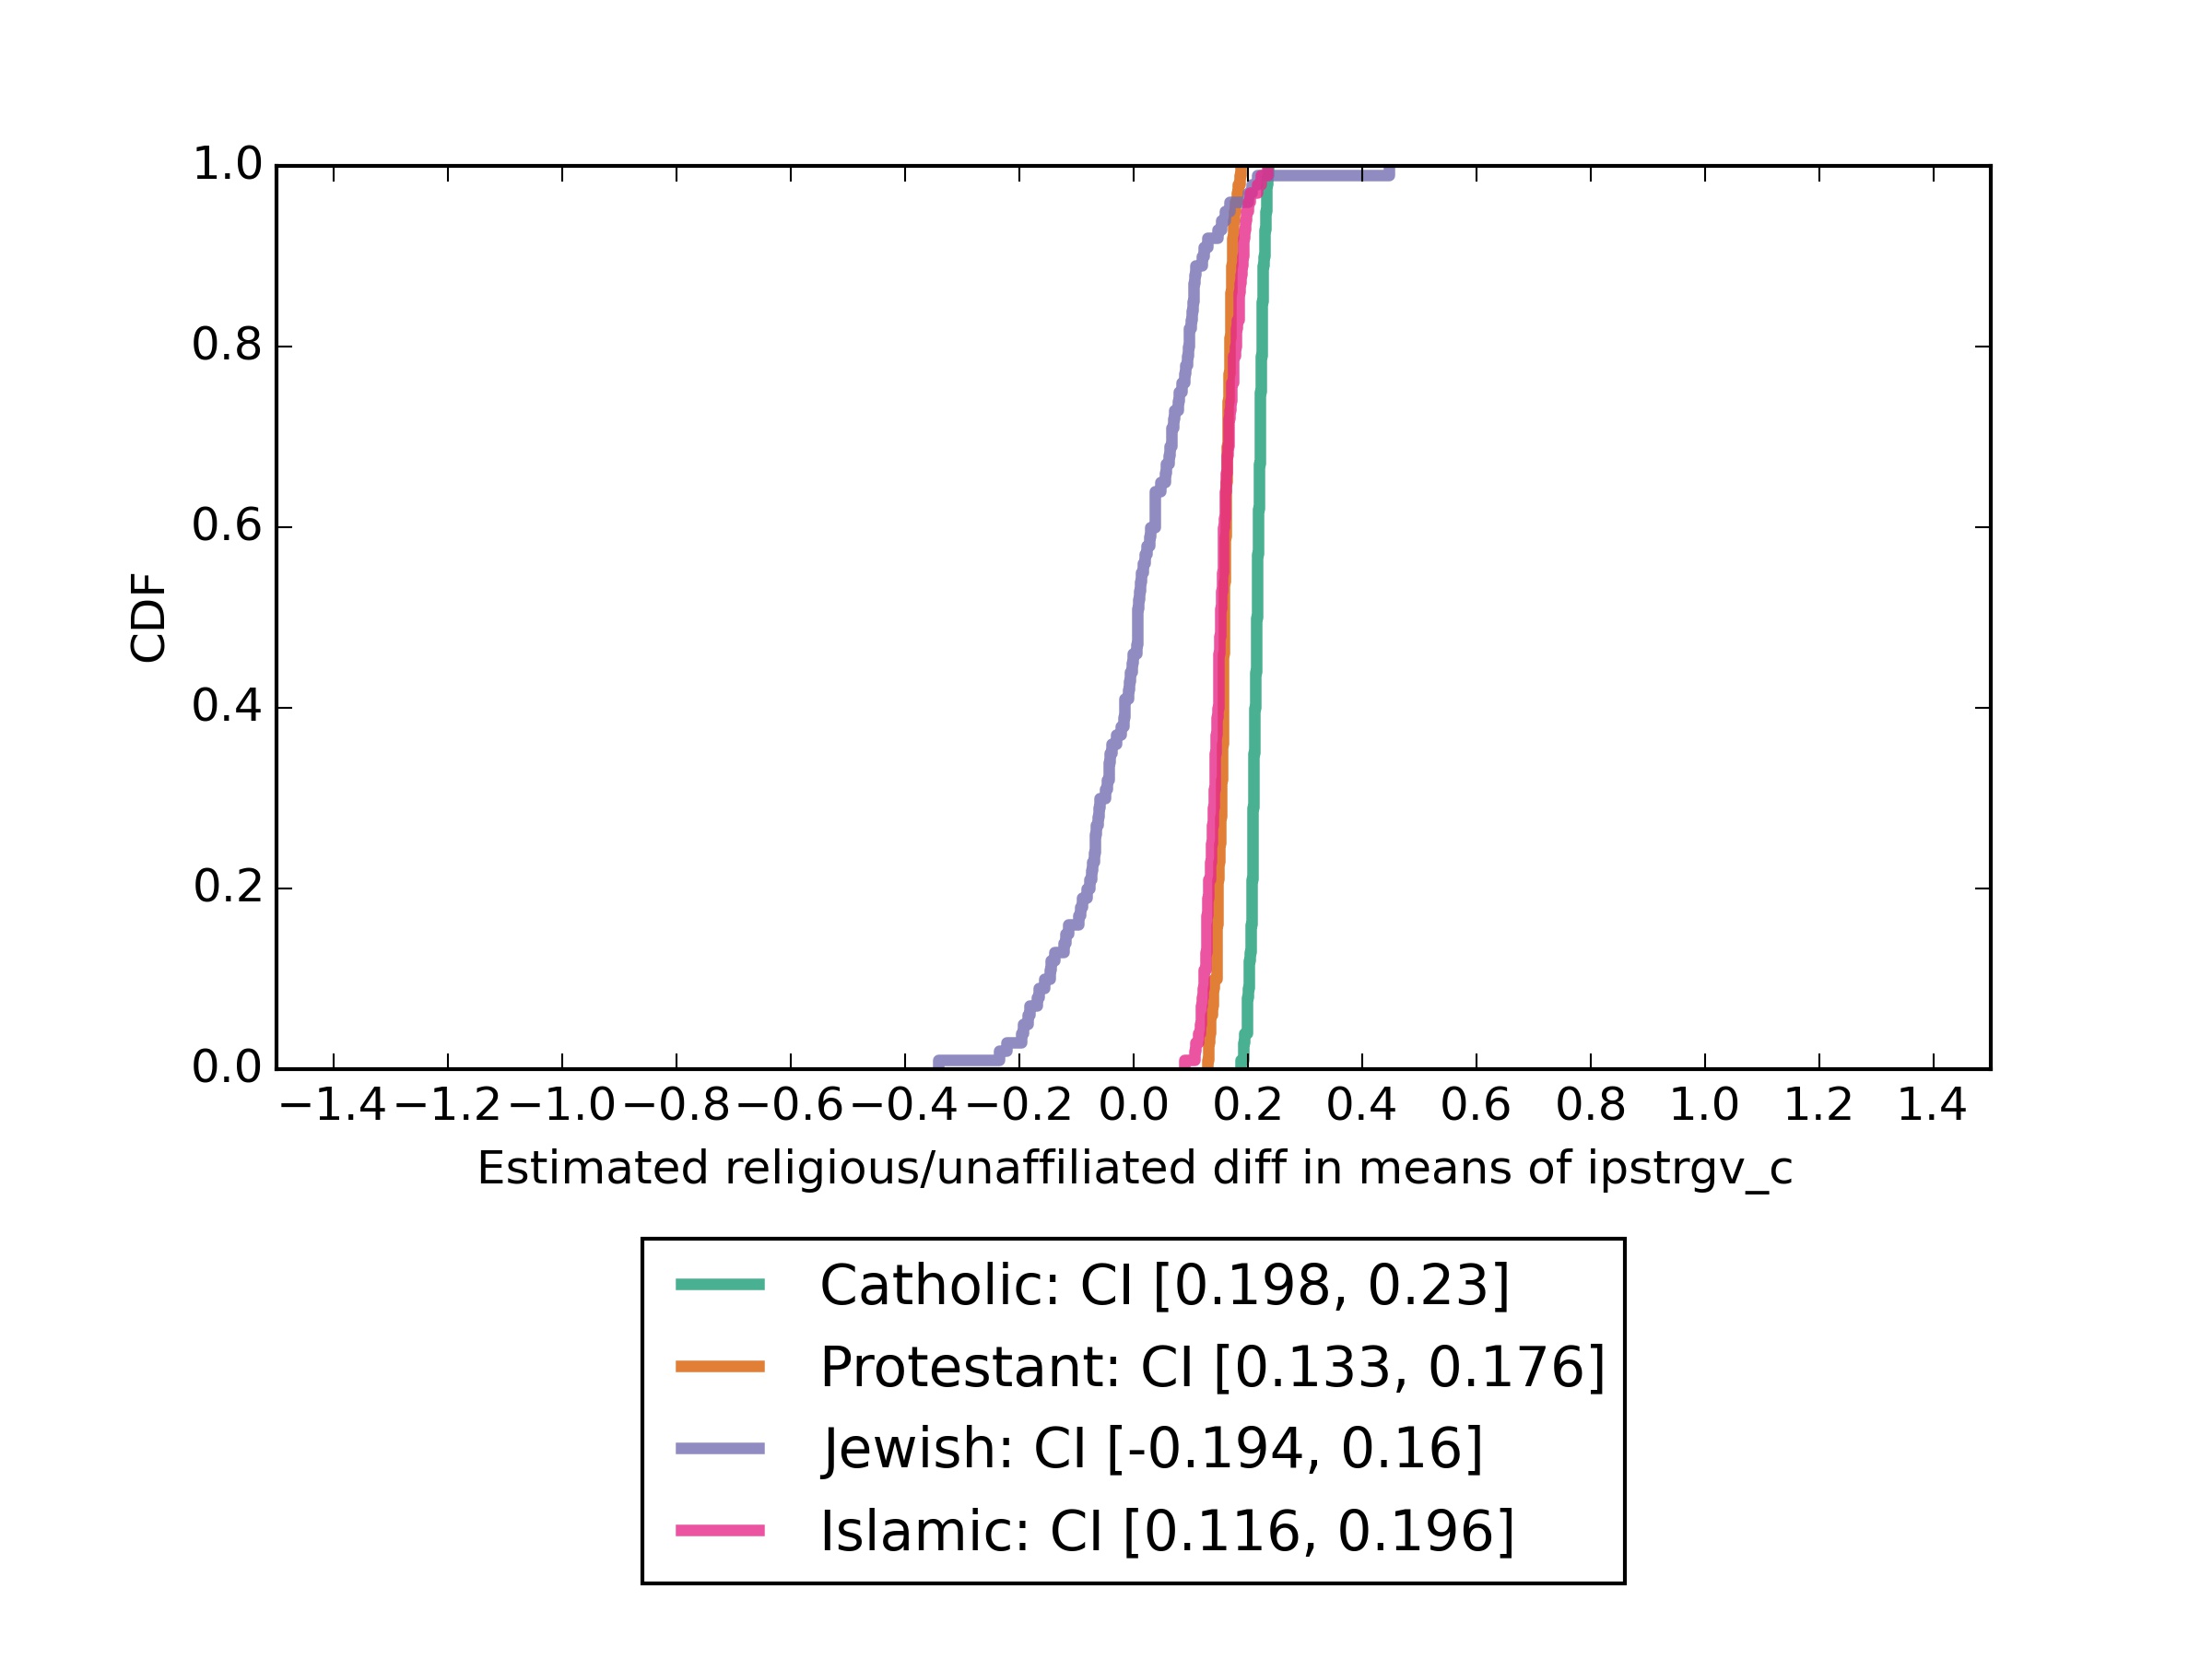 1.0
0.8
0.6
0.4
0.2
0.0
CDF
−1.4 −1.2 −1.0 −0.8 −0.6 −0.4 −0.2 0.0 0.2 0.4 0.6 0.8 1.0 1.2 1.4
Estimated religious/unaffiliated diff in means of ipstrgv_c
Catholic: CI [0.198, 0.23]
Protestant: CI [0.133, 0.176]
Jewish: CI [-0.194, 0.16]
Islamic: CI [0.116, 0.196]